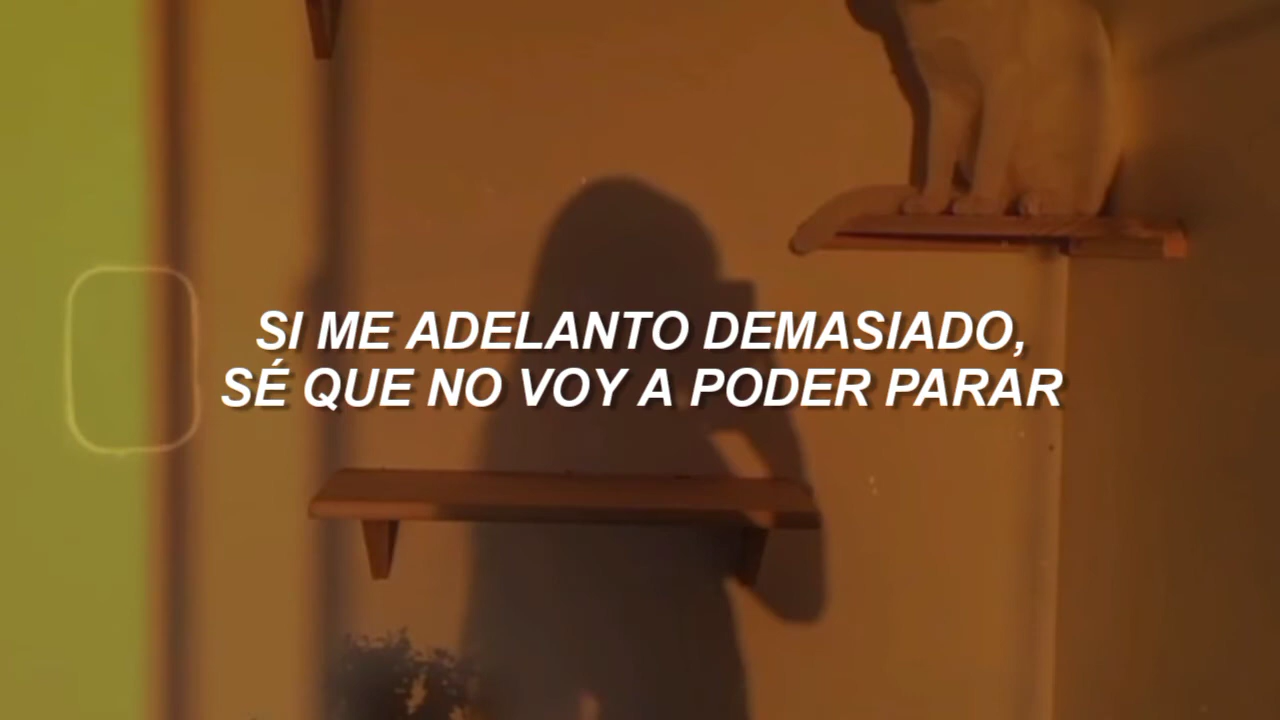 SI ME ADELANTO DEMASIADO,
SÉ QUE NO VOY A PODER PARAR